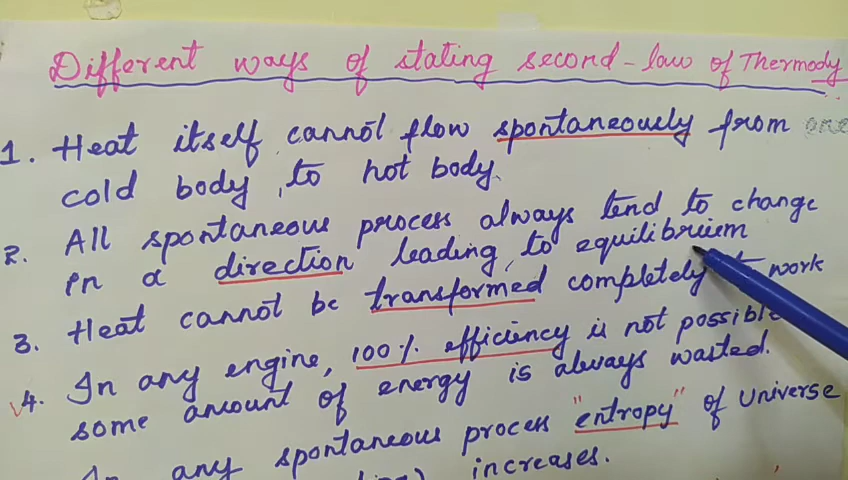 Different ways of stating second-law of Thermody
1. Heat itself cannot flow spontaneously from one
cold body, to hot body.
2. All spontaneous process always tend to change
in a direction leading, to equilibrium
3. Heat cannot be transformed completely to work
4. In any engine, 100% efficiency is not possible
some amount of energy is always wasted.
In any spontaneous process "entropy" of Universe
increases.